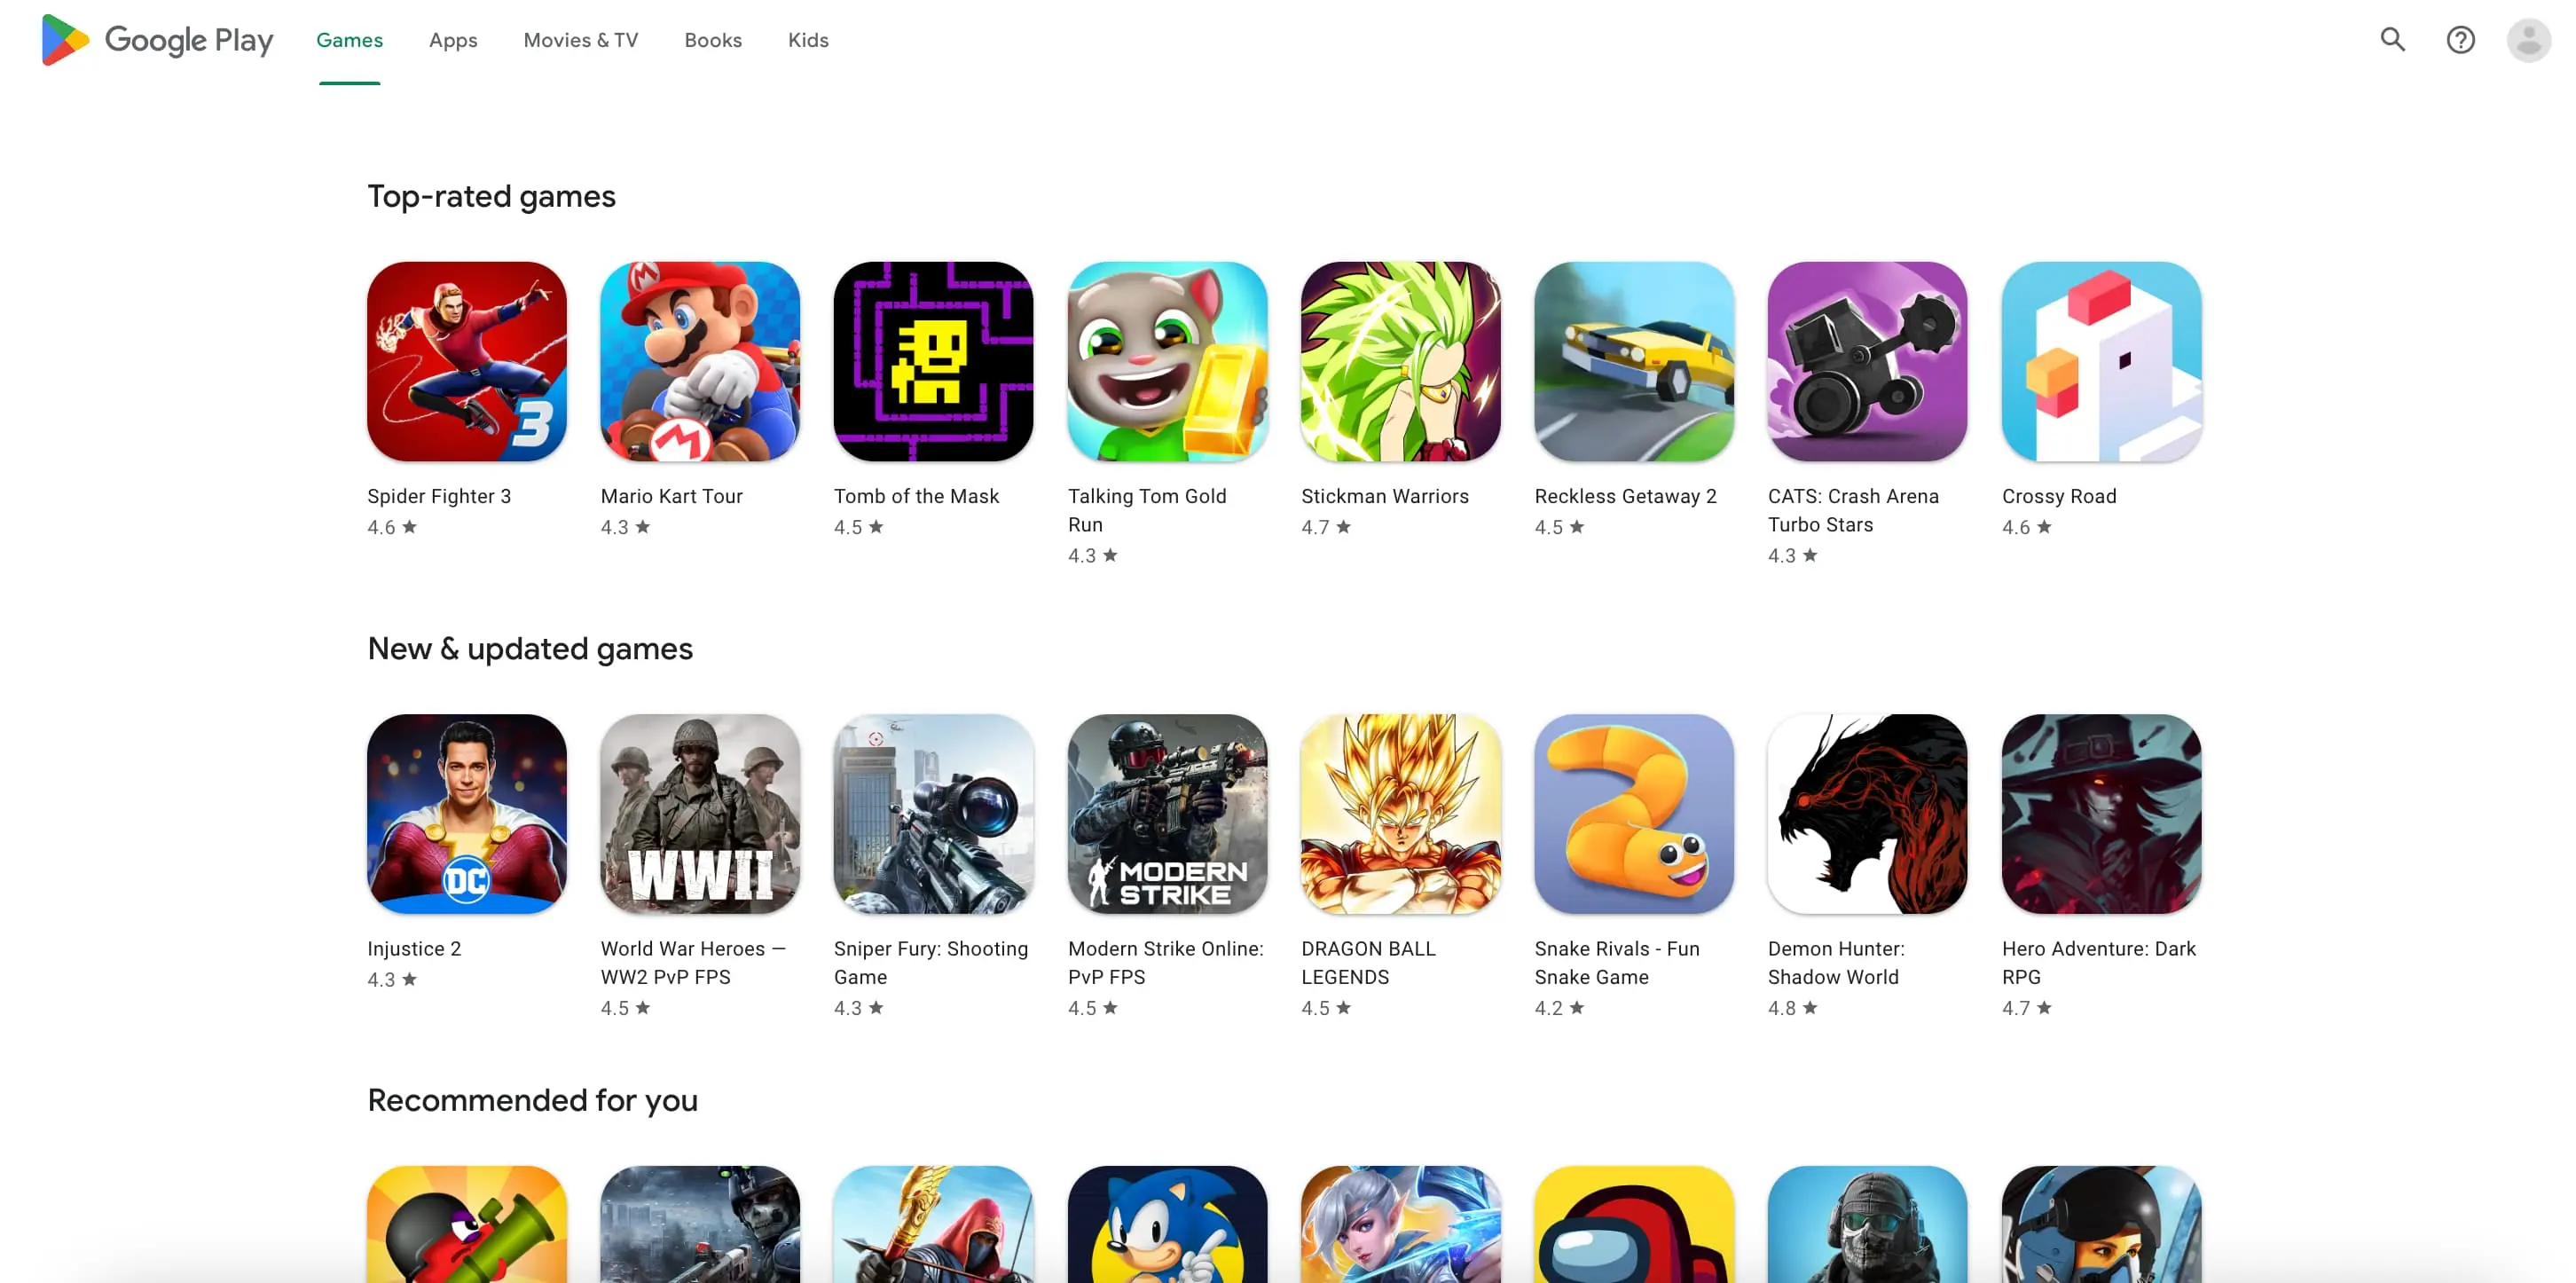 Google Play
Games
Apps
Movies & TV
Books
Kids
Top-rated games
3
M
M
Spider Fighter 3
4.6 ★
Mario Kart Tour
4.3 ★
Tomb of the Mask
4.5 ★
Talking Tom Gold
Run
4.3 ★
Stickman Warriors
4.7 ★
Reckless Getaway 2
4.5 ★
CATS: Crash Arena
Turbo Stars
4.3 ★
Crossy Road
4.6 ★
New & updated games
DC
WWII
MODERN
STRIKE
Injustice 2
4.3 ★
World War Heroes —
WW2 PvP FPS
4.5 ★
Sniper Fury: Shooting
Game
4.3 ★
Modern Strike Online:
PvP FPS
4.5 ★
DRAGON BALL
LEGENDS
4.5 ★
Snake Rivals - Fun
Snake Game
4.2 ★
Demon Hunter:
Shadow World
4.8 ★
Hero Adventure: Dark
RPG
4.7 ★
Recommended for you